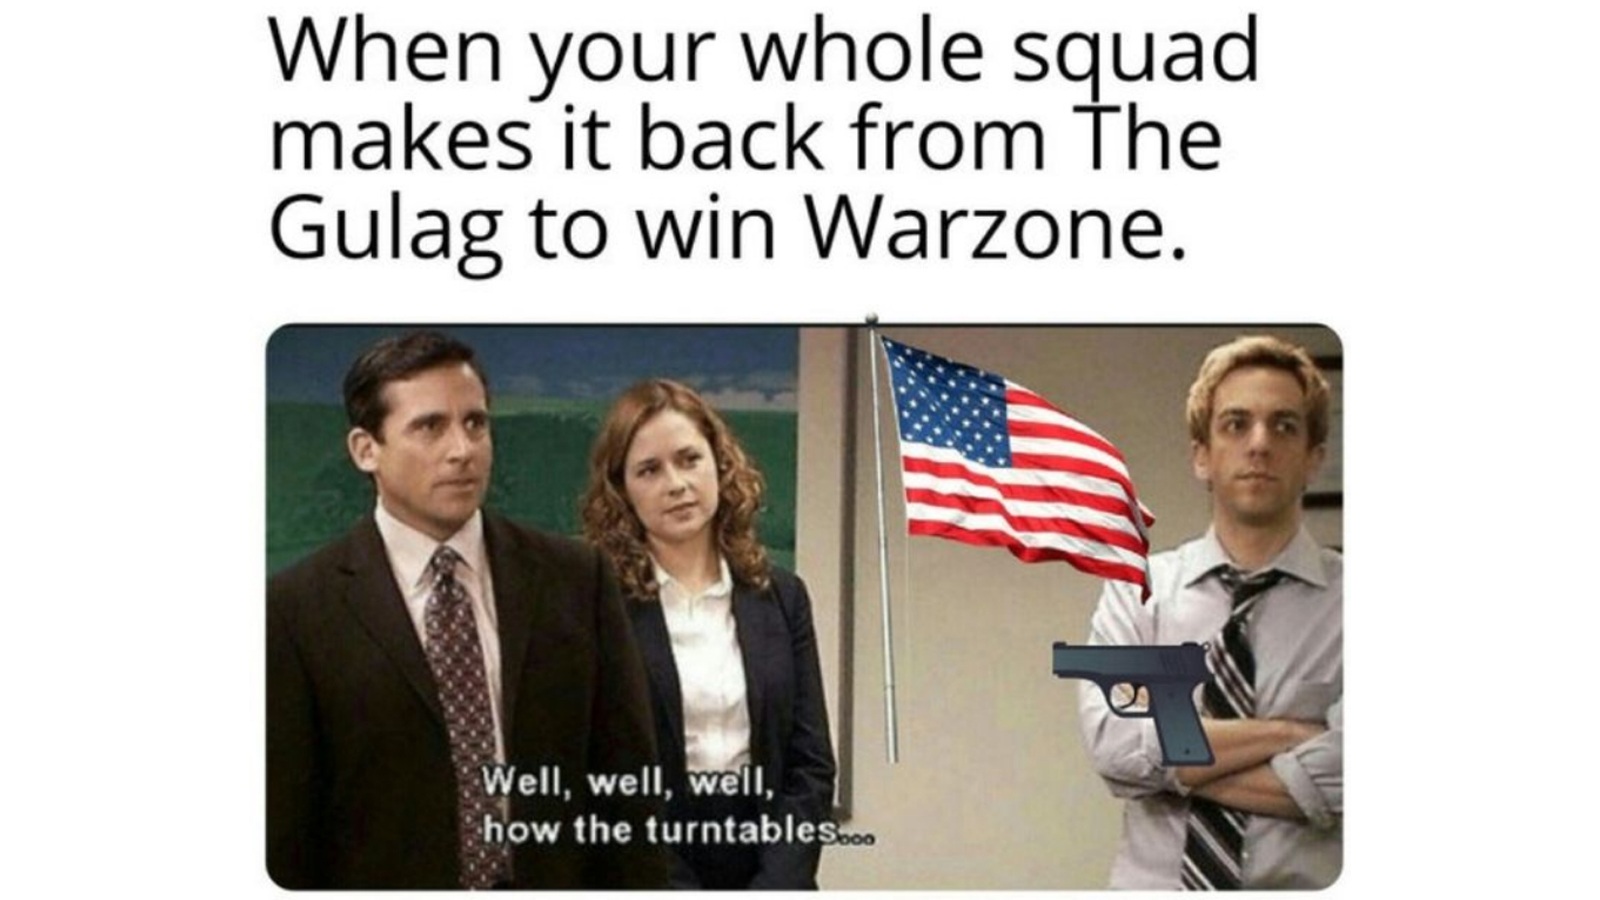 When your whole squad
makes it back from The
Gulag to win Warzone.
Well, well, well,
how the turntables...